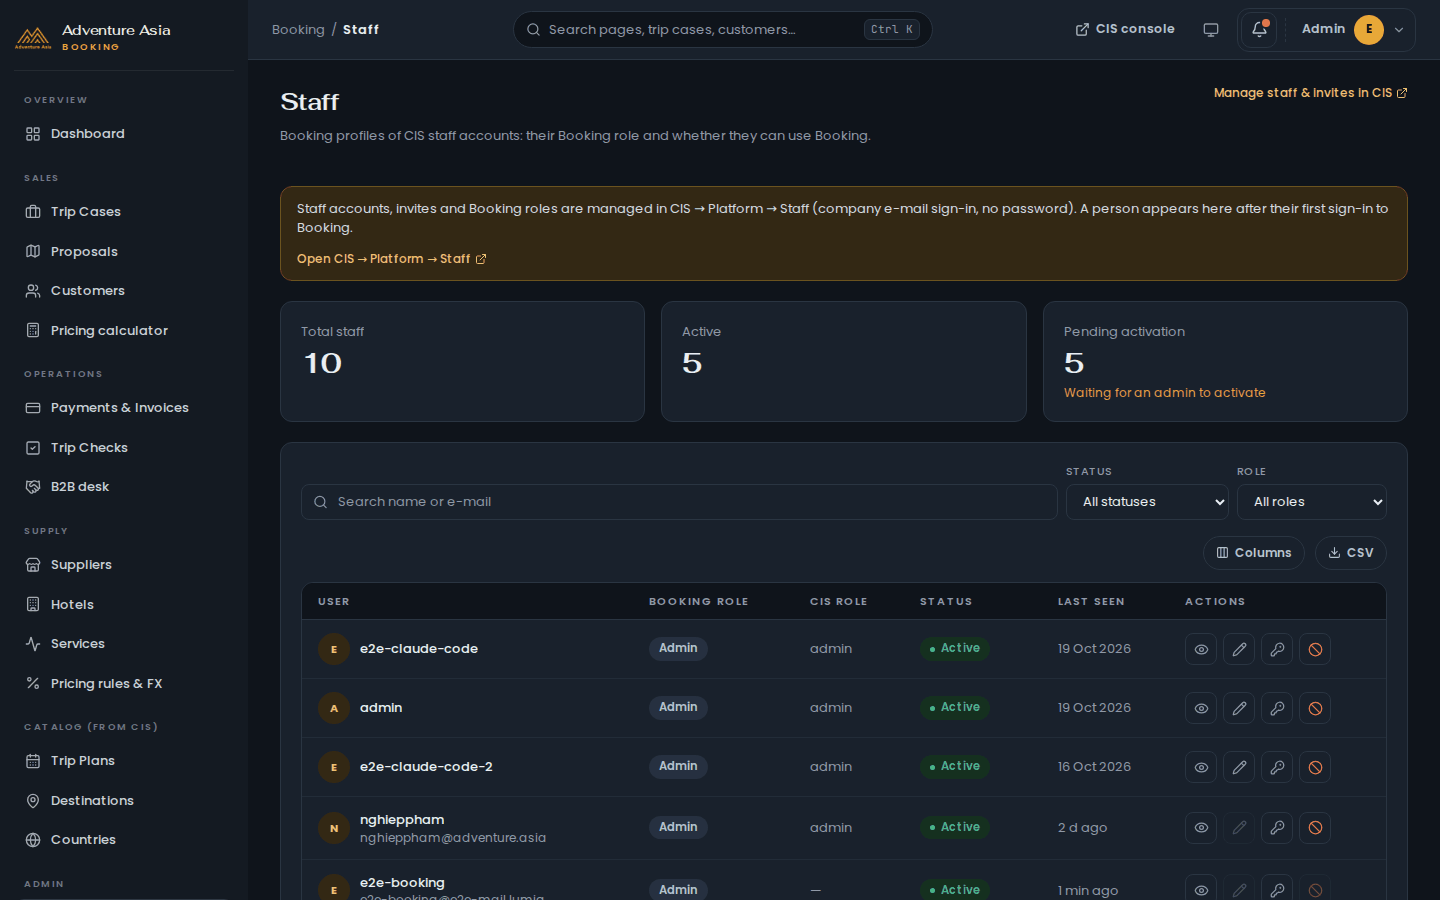 Adventure Asia
BOOKING
Adventure Asia
Booking / Staff
Search pages, trip cases, customers...
Ctrl K
CIS console
Admin
E
OVERVIEW
Dashboard
SALES
Trip Cases
Proposals
Customers
Pricing calculator
OPERATIONS
Payments & Invoices
Trip Checks
B2B desk
SUPPLY
Suppliers
Hotels
Services
Pricing rules & FX
CATALOG (FROM CIS)
Trip Plans
Destinations
Countries
ADMIN
Staff
Manage staff & invites in CIS
Booking profiles of CIS staff accounts: their Booking role and whether they can use Booking.
Staff accounts, invites and Booking roles are managed in CIS → Platform → Staff (company e-mail sign-in, no password). A person appears here after their first sign-in to
Booking.
Open CIS → Platform → Staff
Total staff
10
Active
5
Pending activation
5
Waiting for an admin to activate
STATUS
ROLE
Search name or e-mail
All statuses
All roles
Columns
CSV
USER BOOKING ROLE CIS ROLE STATUS LAST SEEN ACTIONS
E e2e-claude-code Admin admin Active 19 Oct 2026
A admin Admin admin Active 19 Oct 2026
E e2e-claude-code-2 Admin admin Active 16 Oct 2026
N nghieppham Admin admin Active 2 d ago
nghieppham@adventure.asia
E e2e-booking Admin — Active 1 min ago